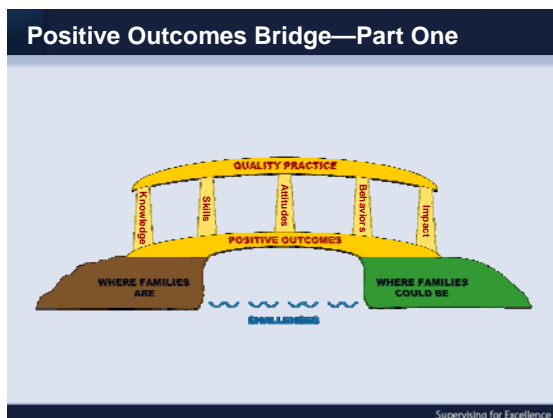 Positive Outcomes Bridge—Part One
QUALITY PRACTICE
Knowledge
Skills
Attitudes
Behaviors
Impact
POSITIVE OUTCOMES
WHERE FAMILIES
ARE
WHERE FAMILIES
COULD BE
CHALLENGES
Supervising for Excellence